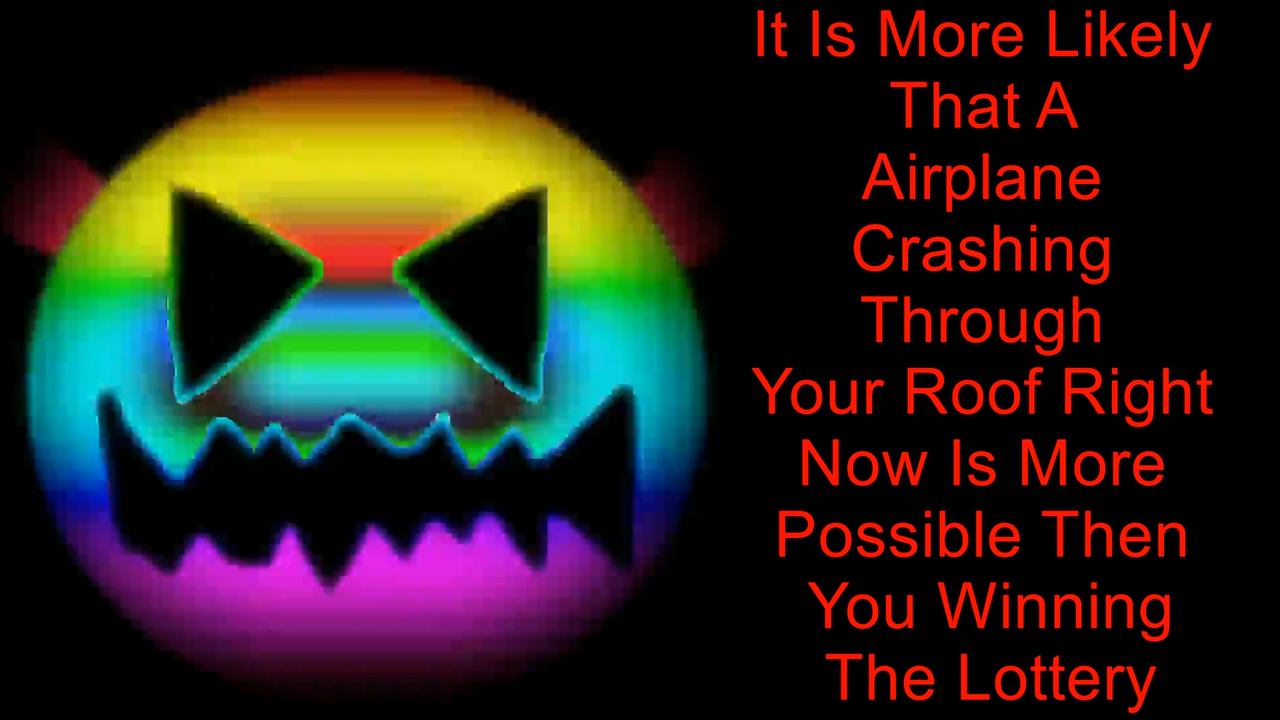 It Is More Likely
That A
Airplane
Crashing
Through
Your Roof Right
Now Is More
Possible Then
You Winning
The Lottery